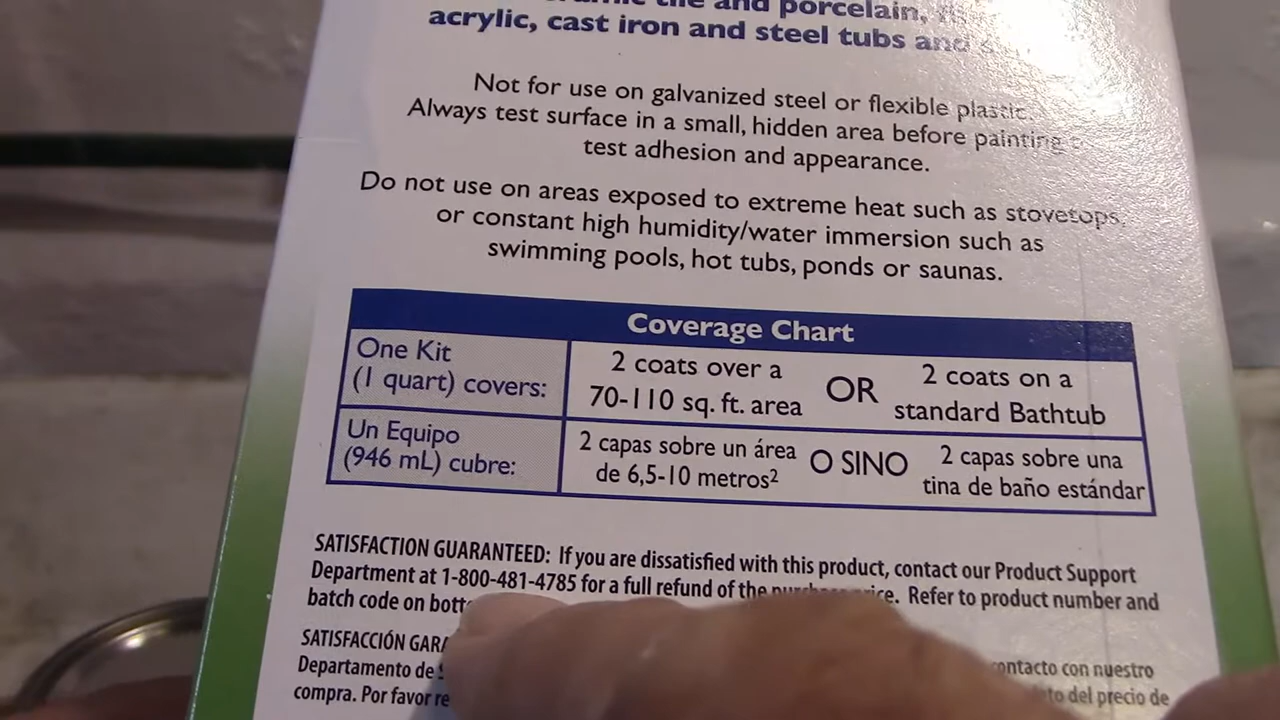 tile and porcelain,
acrylic, cast iron and steel tubs and
Not for use on galvanized steel or flexible plastic.
Always test surface in a small, hidden area before painting
test adhesion and appearance.
Do not use on areas exposed to extreme heat such as stovetops,
or constant high humidity/water immersion such as
swimming pools, hot tubs, ponds or saunas.
Coverage Chart
One Kit
(1 quart) covers:
2 coats over a
70-110 sq. ft. area
OR
2 coats on a
standard Bathtub
Un Equipo
(946 mL) cubre:
2 capas sobre un área
de 6,5-10 metros²
O SINO
2 capas sobre una
tina de baño estándar
SATISFACTION GUARANTEED: If you are dissatisfied with this product, contact our Product Support
Department at 1-800-481-4785 for a full refund of the purchase price. Refer to product number and
batch code on
SATISFACCIÓN
contacto con nuestro
Departamento de
del precio de
compra. Por favor